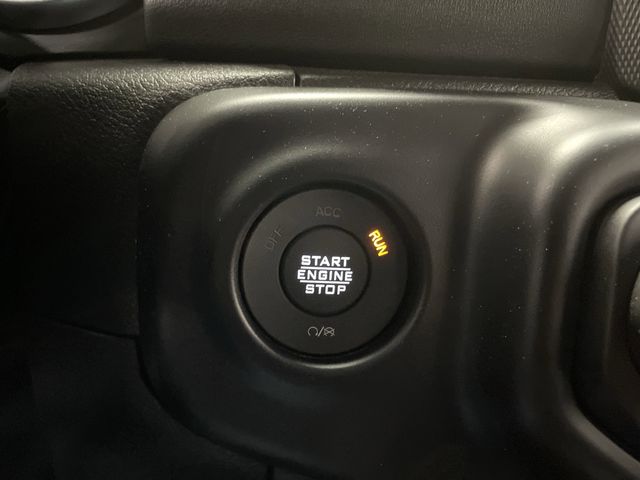 ACC
OFF
RUN
START
ENGINE
STOP